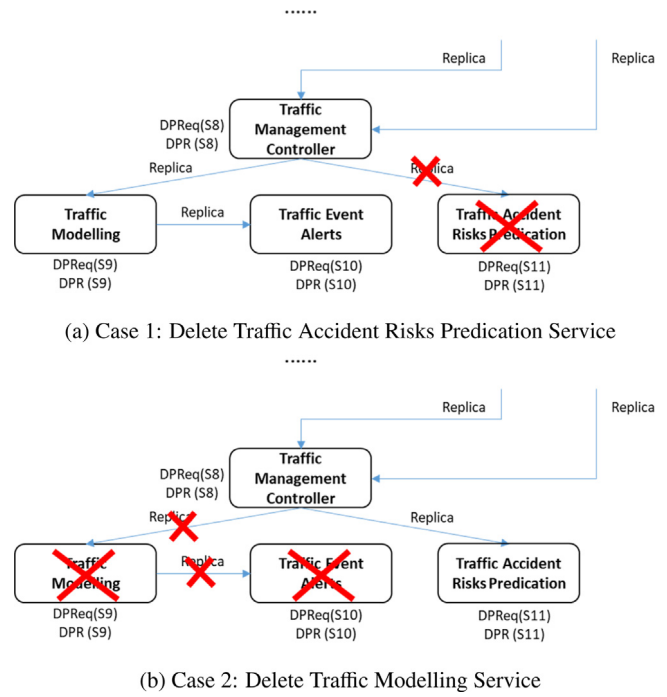 ......
Replica
Replica
Traffic
Management
Controller
DPReq(S8)
DPR (S8)
Replica
Replica
Traffic
Modelling
Replica
Traffic Event
Alerts
Traffic Accident
Risks Predication
DPReq(S9)
DPR (S9)
DPReq(S10)
DPR (S10)
DPReq(S11)
DPR (S11)
(a) Case 1: Delete Traffic Accident Risks Predication Service
......
Replica
Replica
Traffic
Management
Controller
DPReq(S8)
DPR (S8)
Replica
Replica
Traffic
Modelling
Replica
Traffic Event
Alerts
Traffic Accident
Risks Predication
DPReq(S9)
DPR (S9)
DPReq(S10)
DPR (S10)
DPReq(S11)
DPR (S11)
(b) Case 2: Delete Traffic Modelling Service